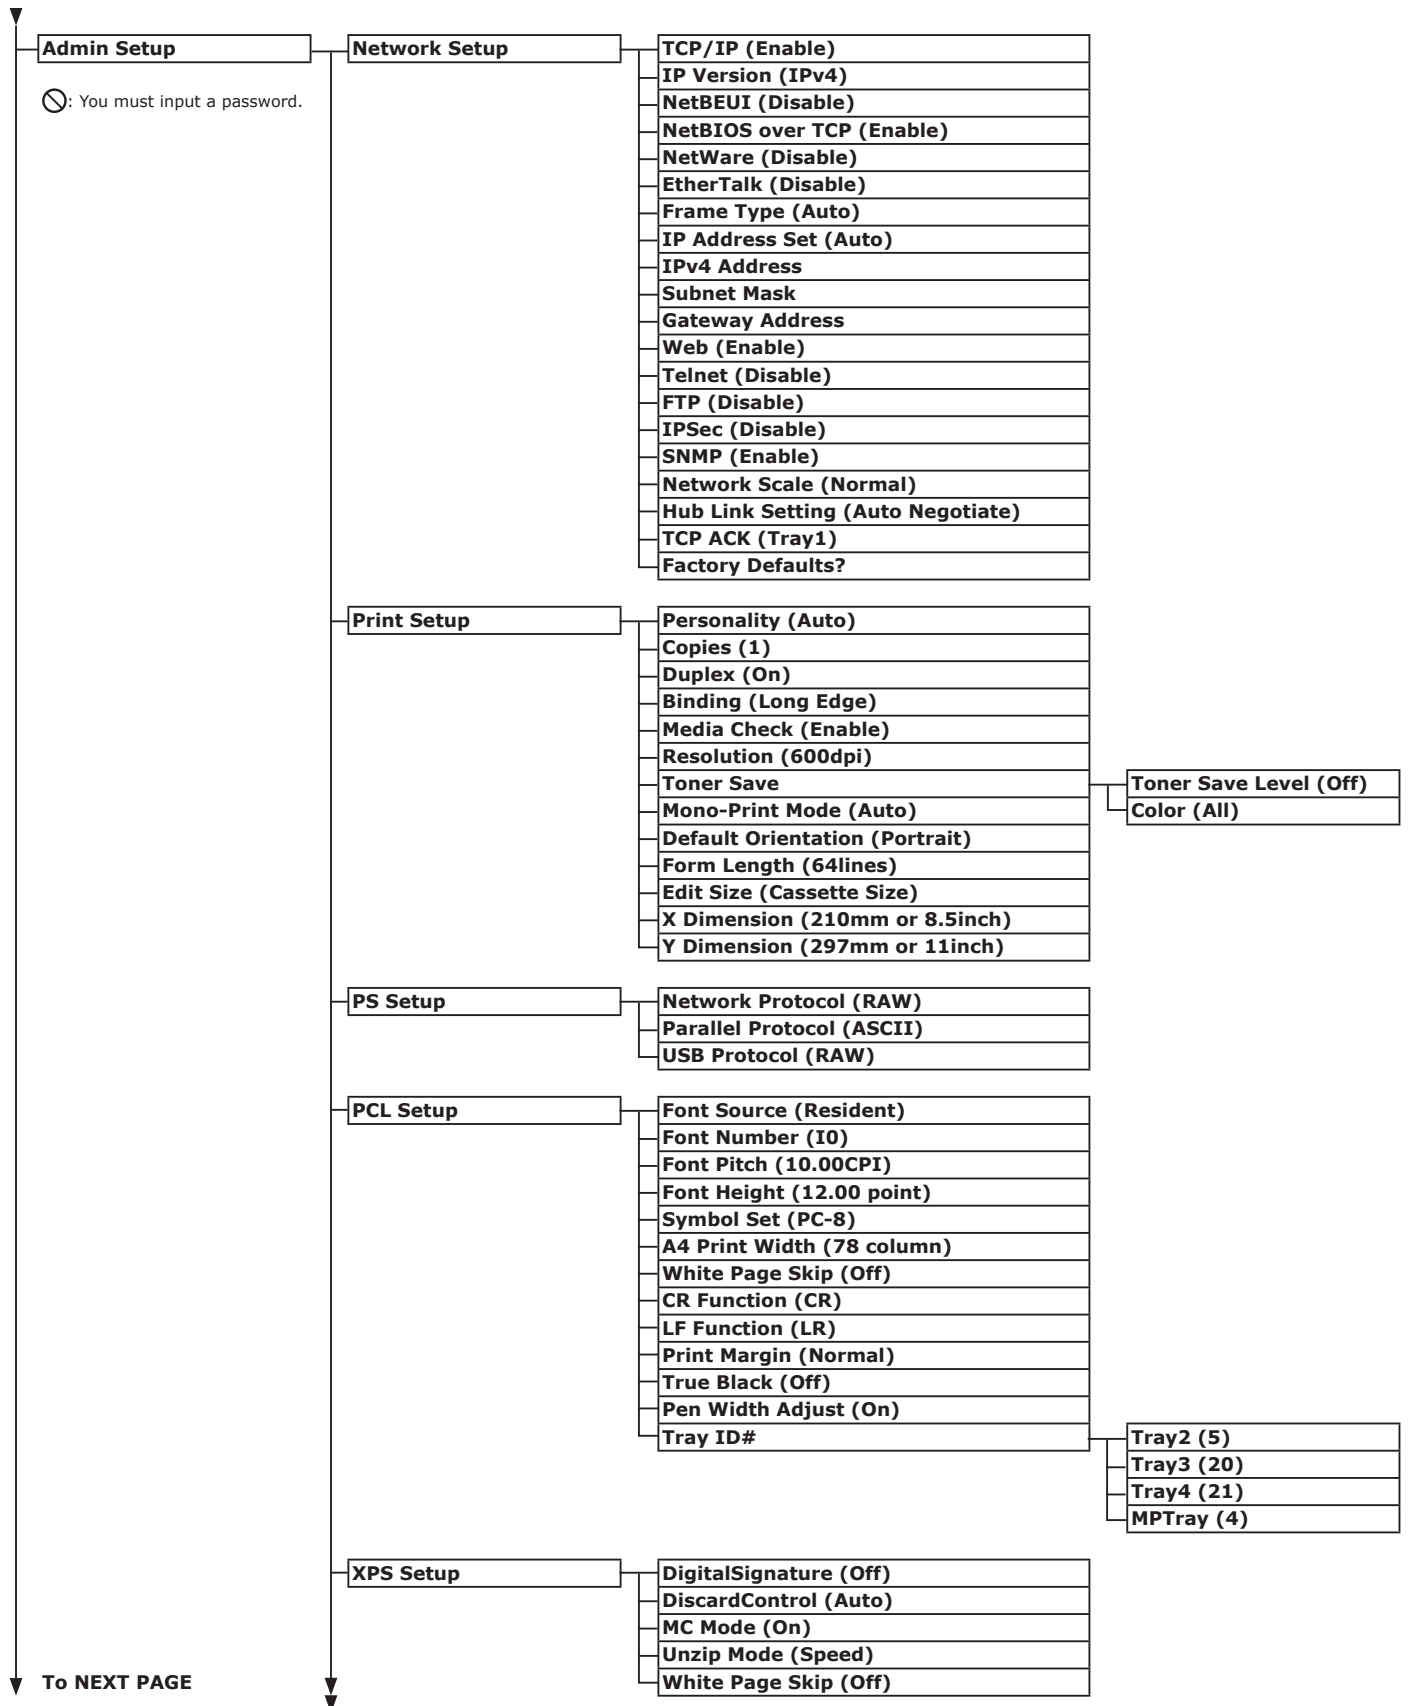 Admin Setup
: You must input a password.
Network Setup
TCP/IP (Enable)
IP Version (IPv4)
NetBEUI (Disable)
NetBIOS over TCP (Enable)
NetWare (Disable)
EtherTalk (Disable)
Frame Type (Auto)
IP Address Set (Auto)
IPv4 Address
Subnet Mask
Gateway Address
Web (Enable)
Telnet (Disable)
FTP (Disable)
IPSec (Disable)
SNMP (Enable)
Network Scale (Normal)
Hub Link Setting (Auto Negotiate)
TCP ACK (Tray1)
Factory Defaults?
Print Setup
Personality (Auto)
Copies (1)
Duplex (On)
Binding (Long Edge)
Media Check (Enable)
Resolution (600dpi)
Toner Save
Toner Save Level (Off)
Color (All)
Mono-Print Mode (Auto)
Default Orientation (Portrait)
Form Length (64lines)
Edit Size (Cassette Size)
X Dimension (210mm or 8.5inch)
Y Dimension (297mm or 11inch)
PS Setup
Network Protocol (RAW)
Parallel Protocol (ASCII)
USB Protocol (RAW)
PCL Setup
Font Source (Resident)
Font Number (I0)
Font Pitch (10.00CPI)
Font Height (12.00 point)
Symbol Set (PC-8)
A4 Print Width (78 column)
White Page Skip (Off)
CR Function (CR)
LF Function (LR)
Print Margin (Normal)
True Black (Off)
Pen Width Adjust (On)
Tray ID#
Tray2 (5)
Tray3 (20)
Tray4 (21)
MPTray (4)
XPS Setup
DigitalSignature (Off)
DiscardControl (Auto)
MC Mode (On)
Unzip Mode (Speed)
White Page Skip (Off)
To NEXT PAGE